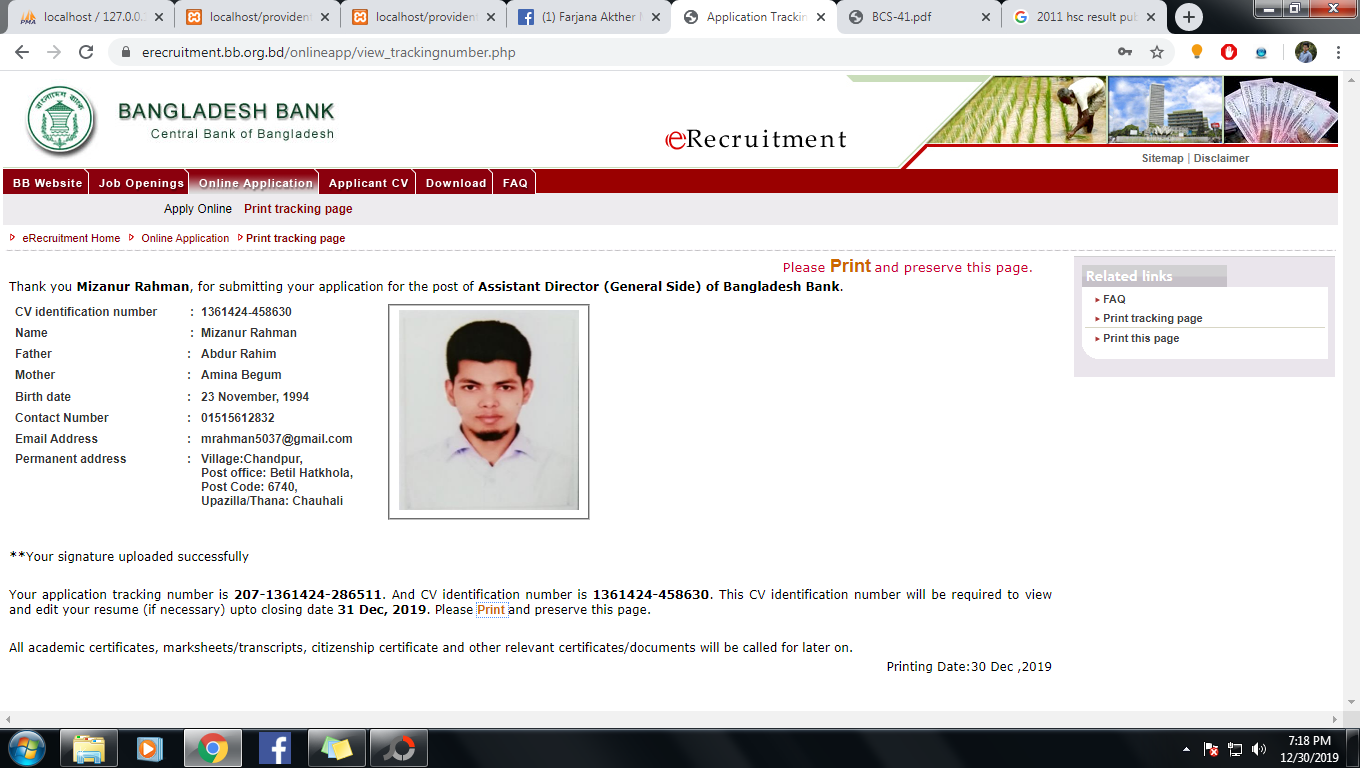 localhost / 127.0.0.
localhost/provident
localhost/provident
(1) Farjana Akther
Application Trackin
BCS-41.pdf
2011 hsc result pub
erecruitment.bb.org.bd/onlineapp/view_trackingnumber.php
BANGLADESH BANK
Central Bank of Bangladesh
eRecruitment
Sitemap | Disclaimer
BB Website Job Openings Online Application Applicant CV Download FAQ
Apply Online Print tracking page
eRecruitment Home Online Application Print tracking page
Please Print and preserve this page.
Thank you Mizanur Rahman, for submitting your application for the post of Assistant Director (General Side) of Bangladesh Bank.
CV identification number : 1361424-458630
Name : Mizanur Rahman
Father : Abdur Rahim
Mother : Amina Begum
Birth date : 23 November, 1994
Contact Number : 01515612832
Email Address : mrahman5037@gmail.com
Permanent address : Village:Chandpur,
Post office: Betil Hatkhola,
Post Code: 6740,
Upazilla/Thana: Chauhali
Related links
FAQ
Print tracking page
Print this page
**Your signature uploaded successfully
Your application tracking number is 207-1361424-286511. And CV identification number is 1361424-458630. This CV identification number will be required to view
and edit your resume (if necessary) upto closing date 31 Dec, 2019. Please Print and preserve this page.
All academic certificates, marksheets/transcripts, citizenship certificate and other relevant certificates/documents will be called for later on.
Printing Date:30 Dec ,2019
7:18 PM
12/30/2019